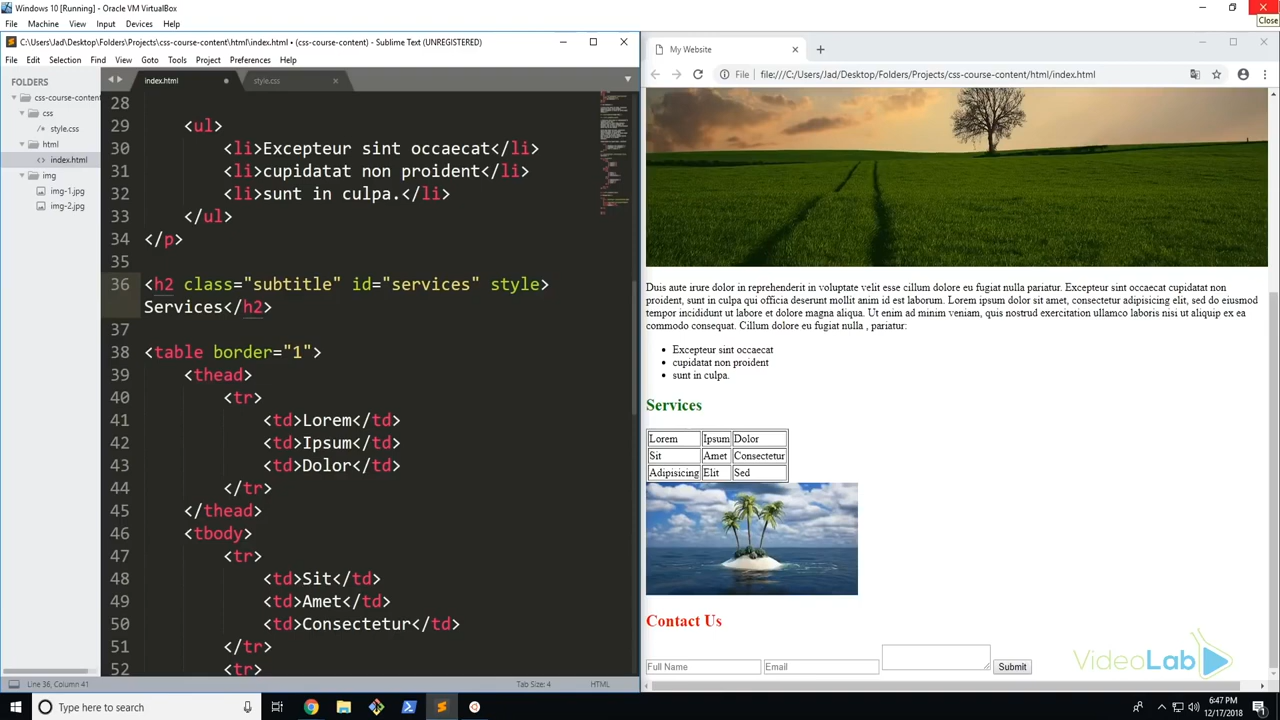 Windows 10 [Running] - Oracle VM VirtualBox
Close
File Machine View Input Devices Help
C:\Users\Jad\Desktop\Folders\Projects\css-course-content\html\index.html • (css-course-content) - Sublime Text (UNREGISTERED)
File Edit Selection Find View Goto Tools Project Preferences Help
FOLDERS
css-course-content
css
/* style.css
html
<> index.html
img
img-1.jpg
img-2.jpg
index.html
style.css
28
29 <ul>
30 <li>Excepteur sint occaecat</li>
31 <li>cupidatat non proident</li>
32 <li>sunt in culpa.</li>
33 </ul>
34 </p>
35
36 <h2 class="subtitle" id="services" style>
Services</h2>
37
38 <table border="1">
39 <thead>
40 <tr>
41 <td>Lorem</td>
42 <td>Ipsum</td>
43 <td>Dolor</td>
44 </tr>
45 </thead>
46 <tbody>
47 <tr>
48 <td>Sit</td>
49 <td>Amet</td>
50 <td>Consectetur</td>
51 </tr>
52 <tr>
Line 36, Column 41
Tab Size: 4
HTML
My Website
File file:///C:/Users/Jad/Desktop/Folders/Projects/css-course-content/html/index.html
Duis aute irure dolor in reprehenderit in voluptate velit esse cillum dolore eu fugiat nulla pariatur. Excepteur sint occaecat cupidatat non
proident, sunt in culpa qui officia deserunt mollit anim id est laborum. Lorem ipsum dolor sit amet, consectetur adipisicing elit, sed do eiusmod
tempor incididunt ut labore et dolore magna aliqua. Ut enim ad minim veniam, quis nostrud exercitation ullamco laboris nisi ut aliquip ex ea
commodo consequat. Cillum dolore eu fugiat nulla , pariatur:
• Excepteur sint occaecat
• cupidatat non proident
• sunt in culpa.
Services
Lorem Ipsum Dolor
Sit Amet Consectetur
Adipisicing Elit Sed
Contact Us
Full Name Email Submit
VideoLab
Type here to search
6:47 PM
12/17/2018
1